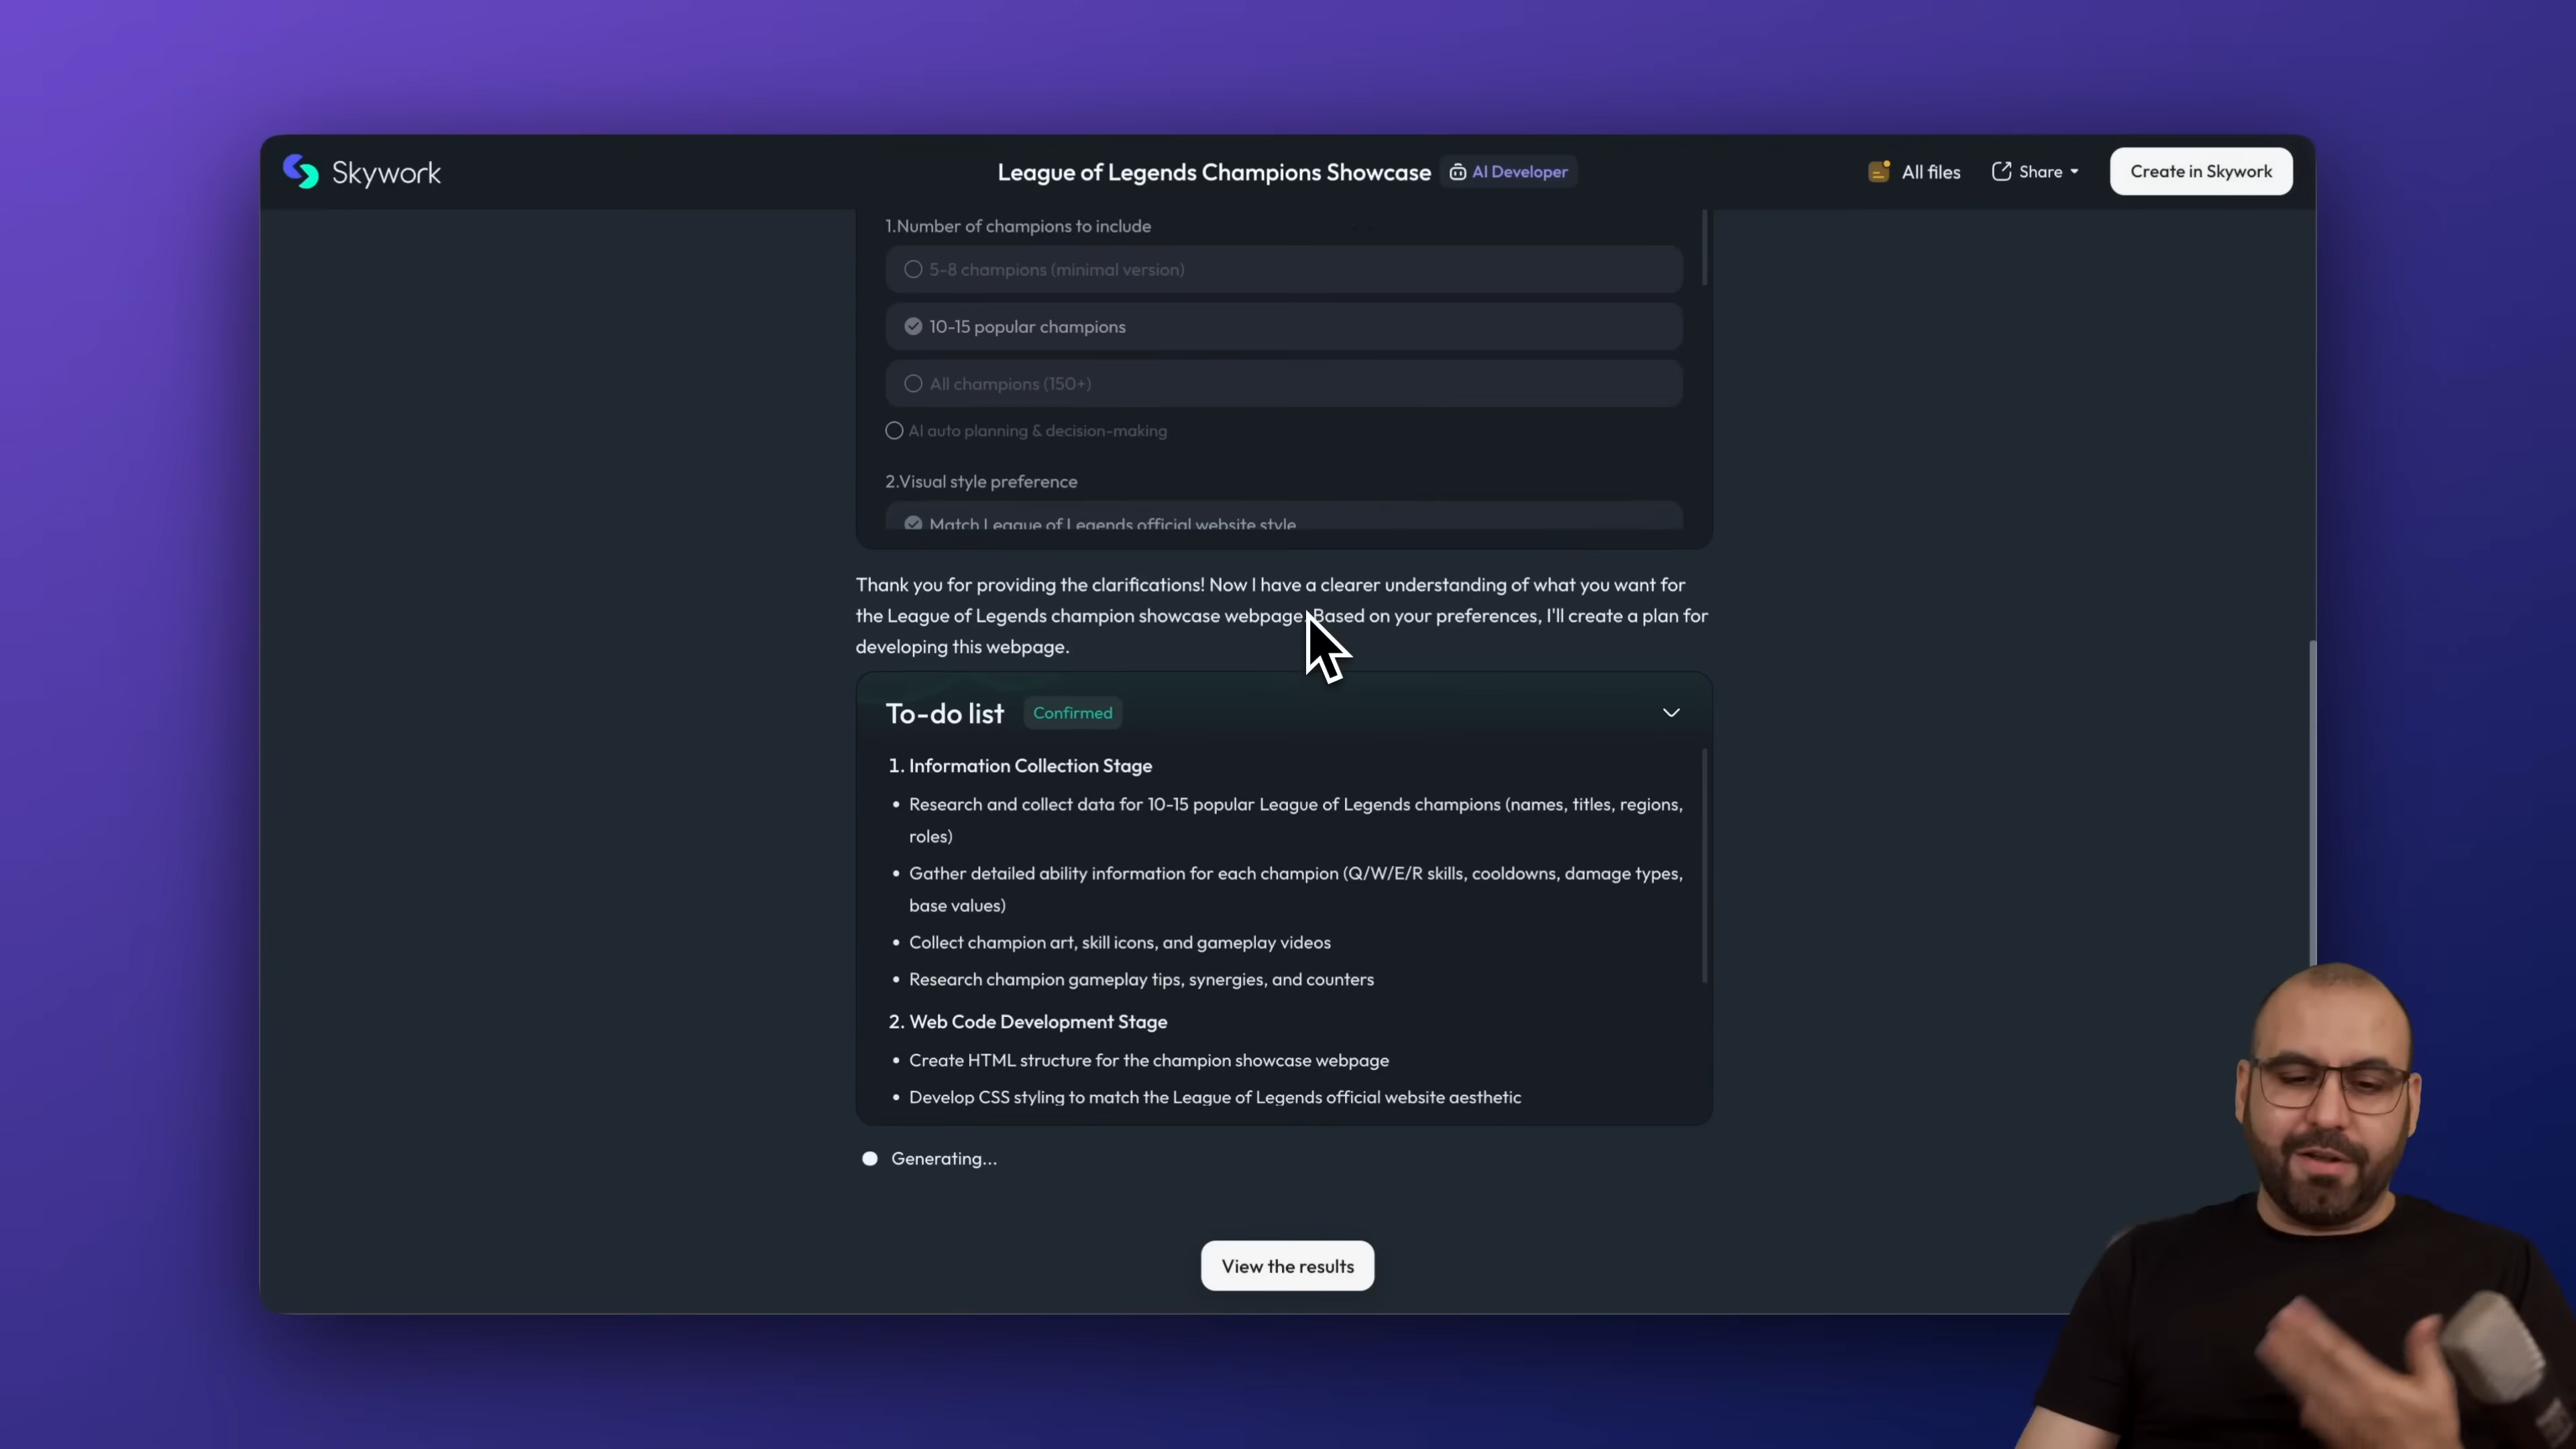 Skywork
League of Legends Champions Showcase
AI Developer
All files
Share
Create in Skywork
1.Number of champions to include
5-8 champions (minimal version)
10-15 popular champions
All champions (150+)
AI auto planning & decision-making
2.Visual style preference
Match League of Legends official website style
Thank you for providing the clarifications! Now I have a clearer understanding of what you want for
the League of Legends champion showcase webpage. Based on your preferences, I'll create a plan for
developing this webpage.
To-do list
Confirmed
1. Information Collection Stage
• Research and collect data for 10-15 popular League of Legends champions (names, titles, regions,
roles)
• Gather detailed ability information for each champion (Q/W/E/R skills, cooldowns, damage types,
base values)
• Collect champion art, skill icons, and gameplay videos
• Research champion gameplay tips, synergies, and counters
2. Web Code Development Stage
• Create HTML structure for the champion showcase webpage
• Develop CSS styling to match the League of Legends official website aesthetic
Generating...
View the results